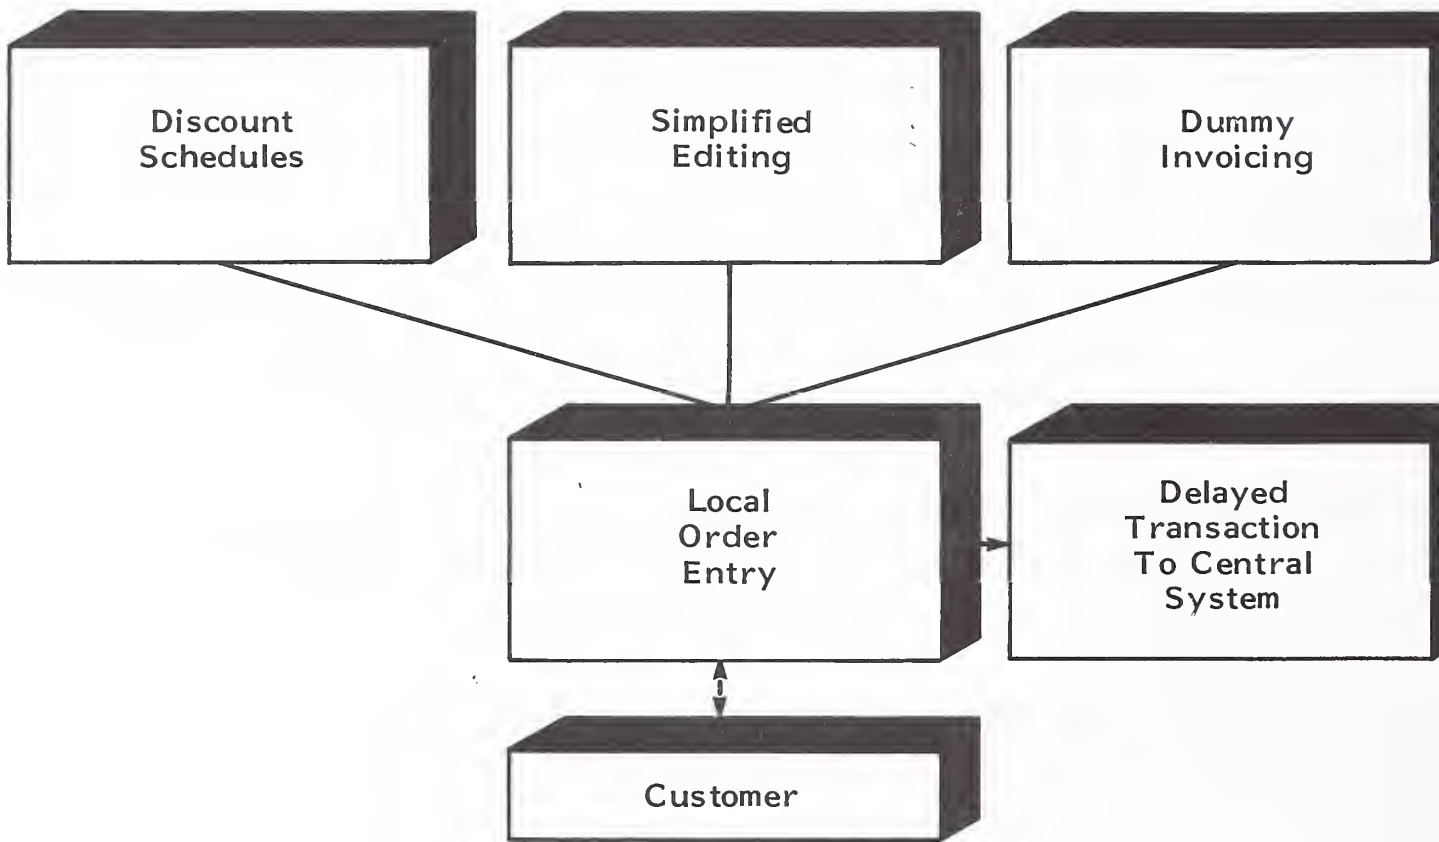 Discount
Schedules
Simplified
Editing
Dummy
Invoicing
Local
Order
Entry
Delayed
Transaction
To Central
System
Customer